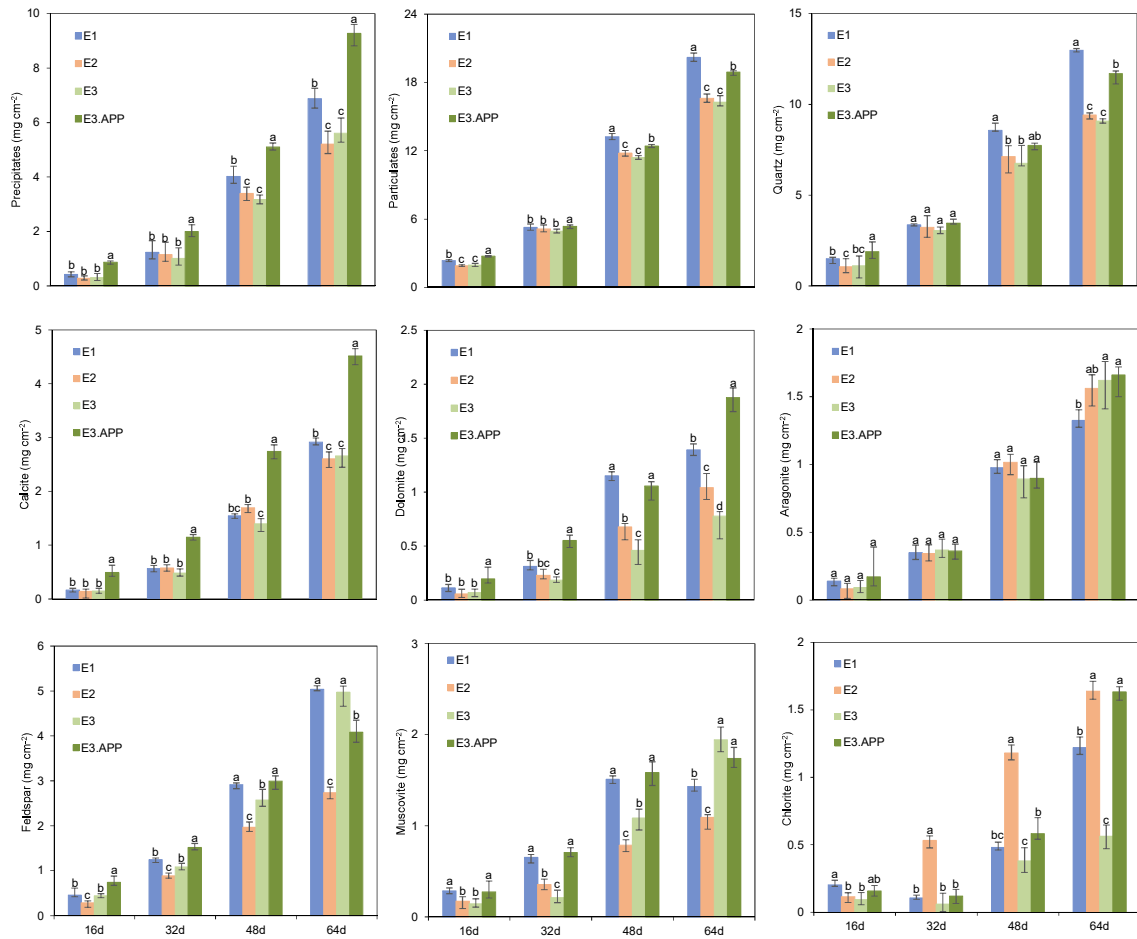 Precipitates (mg cm⁻²)
10
8
6
4
2
0
E1
E2
E3
E3.APP
b b b a
b b b a
b c c a
b c c a
Particulates (mg cm⁻²)
24
18
12
6
0
E1
E2
E3
E3.APP
b c c a
b b b a
a c c b
a c c b
Quartz (mg cm⁻²)
15
10
5
0
E1
E2
E3
E3.APP
b c bc a
a a a a
a b b ab
a c c b
Calcite (mg cm⁻²)
5
4
3
2
1
0
E1
E2
E3
E3.APP
b b b a
b b b a
bc b c a
b c c a
Dolomite (mg cm⁻²)
2.5
2
1.5
1
0.5
0
E1
E2
E3
E3.APP
b b b a
b bc c a
a b c a
b c d a
Aragonite (mg cm⁻²)
2
1.5
1
0.5
0
E1
E2
E3
E3.APP
a a a a
a a a a
a a a a
b ab a a
Feldspar (mg cm⁻²)
6
5
4
3
2
1
0
E1
E2
E3
E3.APP
b c b a
b c b a
a c b a
a c a b
16d 32d 48d 64d
Muscovite (mg cm⁻²)
3
2
1
0
E1
E2
E3
E3.APP
a b b a
a b c a
a c b a
b c a a
16d 32d 48d 64d
Chlorite (mg cm⁻²)
2
1.5
1
0.5
0
E1
E2
E3
E3.APP
a b b ab
b a b b
bc a c b
b a c a
16d 32d 48d 64d